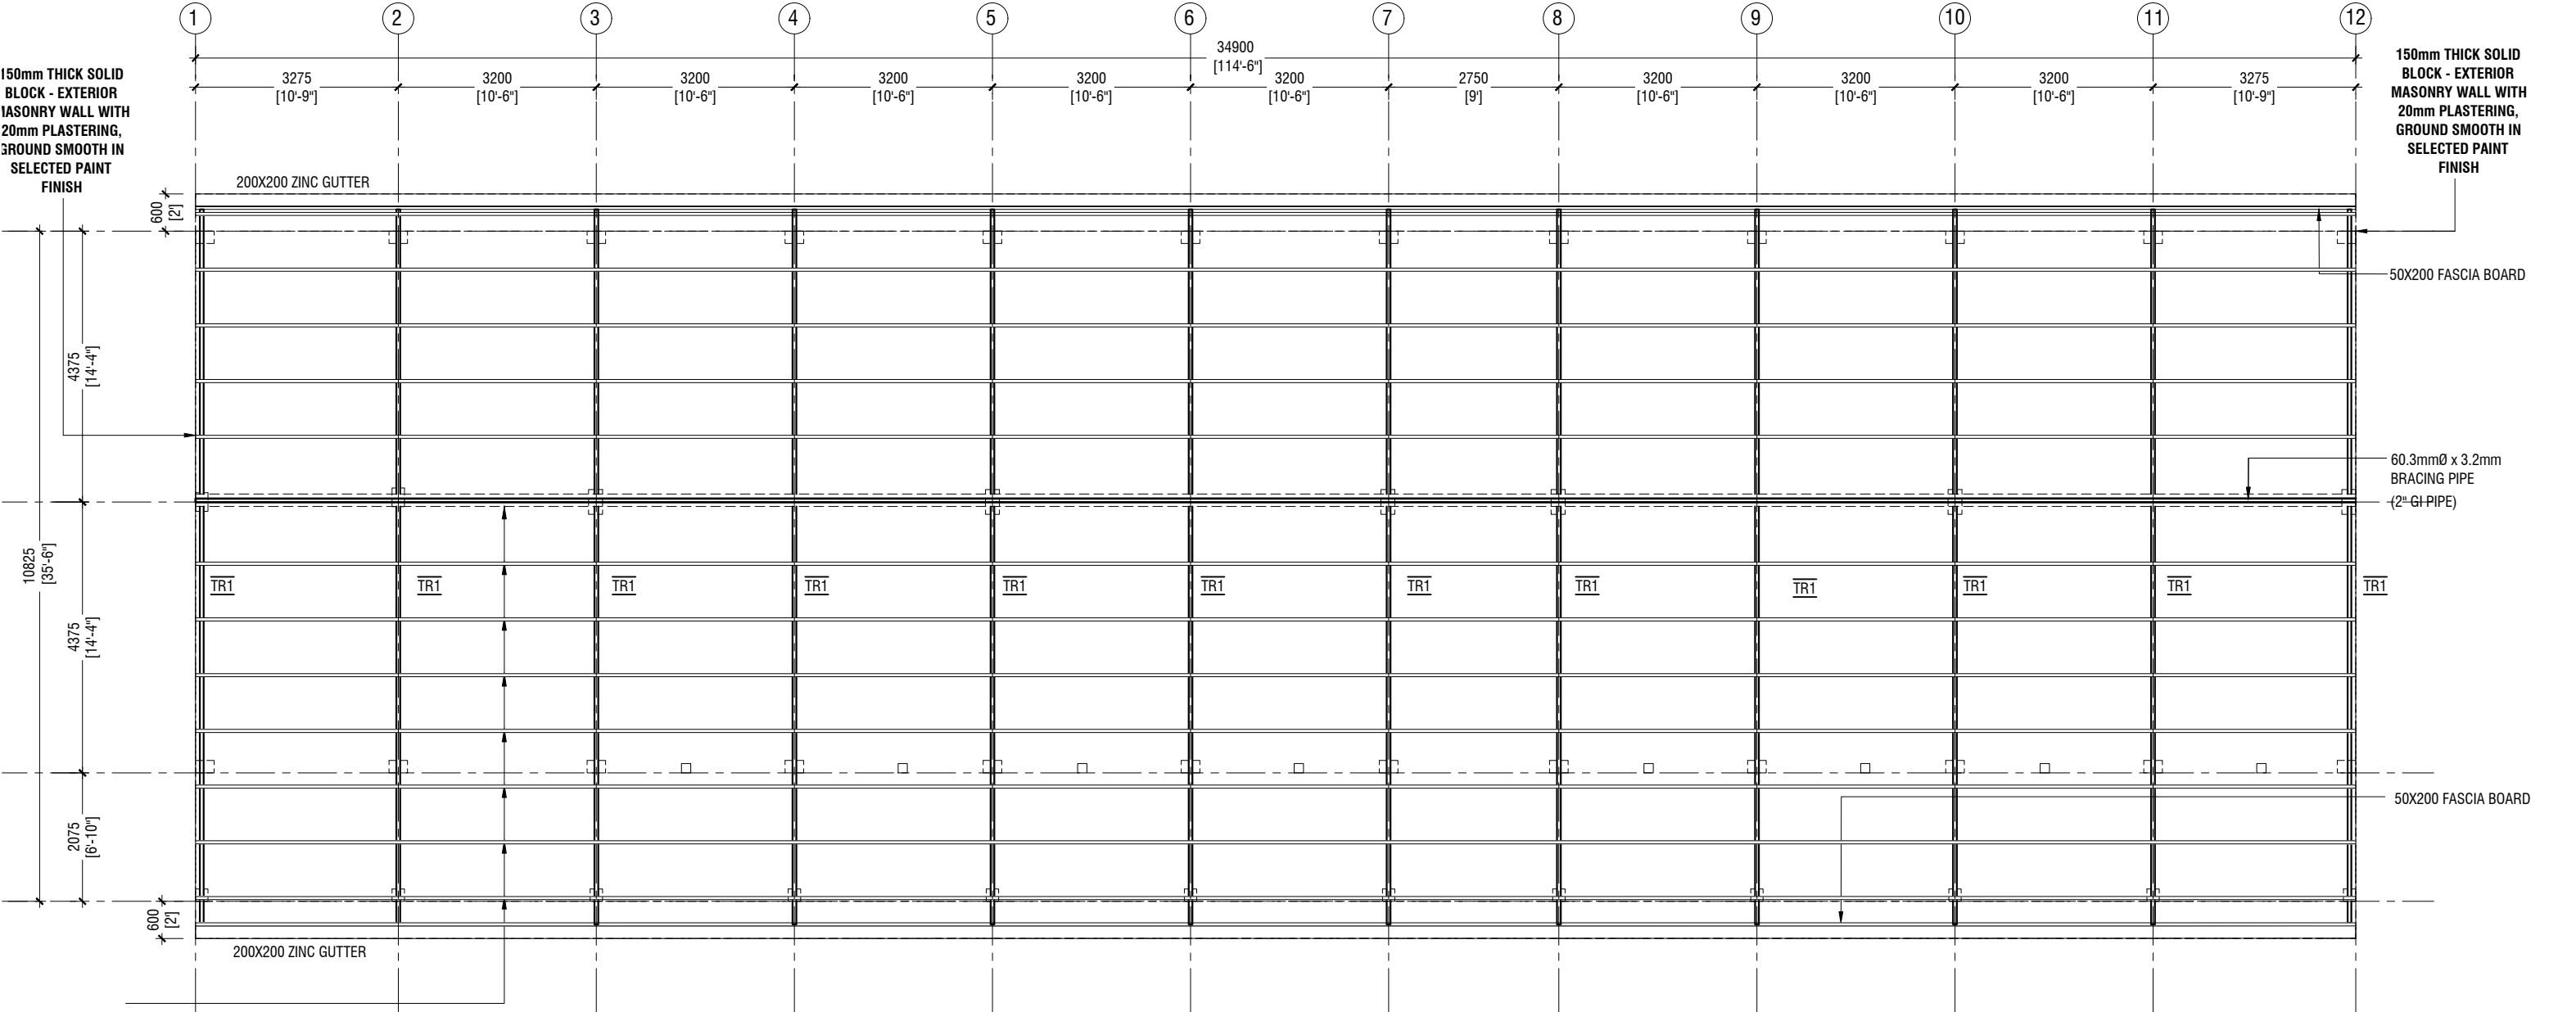 1 2 3 4 5 6 7 8 9 10 11 12
34900
[114'-6"]
3275 3200 3200 3200 3200 3200 2750 3200 3200 3200 3275
[10'-9"] [10'-6"] [10'-6"] [10'-6"] [10'-6"] [10'-6"] [9'] [10'-6"] [10'-6"] [10'-6"] [10'-9"]
150mm THICK SOLID
BLOCK - EXTERIOR
MASONRY WALL WITH
20mm PLASTERING,
GROUND SMOOTH IN
SELECTED PAINT
FINISH
150mm THICK SOLID
BLOCK - EXTERIOR
MASONRY WALL WITH
20mm PLASTERING,
GROUND SMOOTH IN
SELECTED PAINT
FINISH
200X200 ZINC GUTTER
600
[2']
50X200 FASCIA BOARD
4375
[14'-4"]
60.3mmØ x 3.2mm
BRACING PIPE
(2" GI PIPE)
10825
[35'-6"]
4375
[14'-4"]
TR1 TR1 TR1 TR1 TR1 TR1 TR1 TR1 TR1 TR1 TR1 TR1
50X200 FASCIA BOARD
2075
[6'-10"]
600
[2']
200X200 ZINC GUTTER